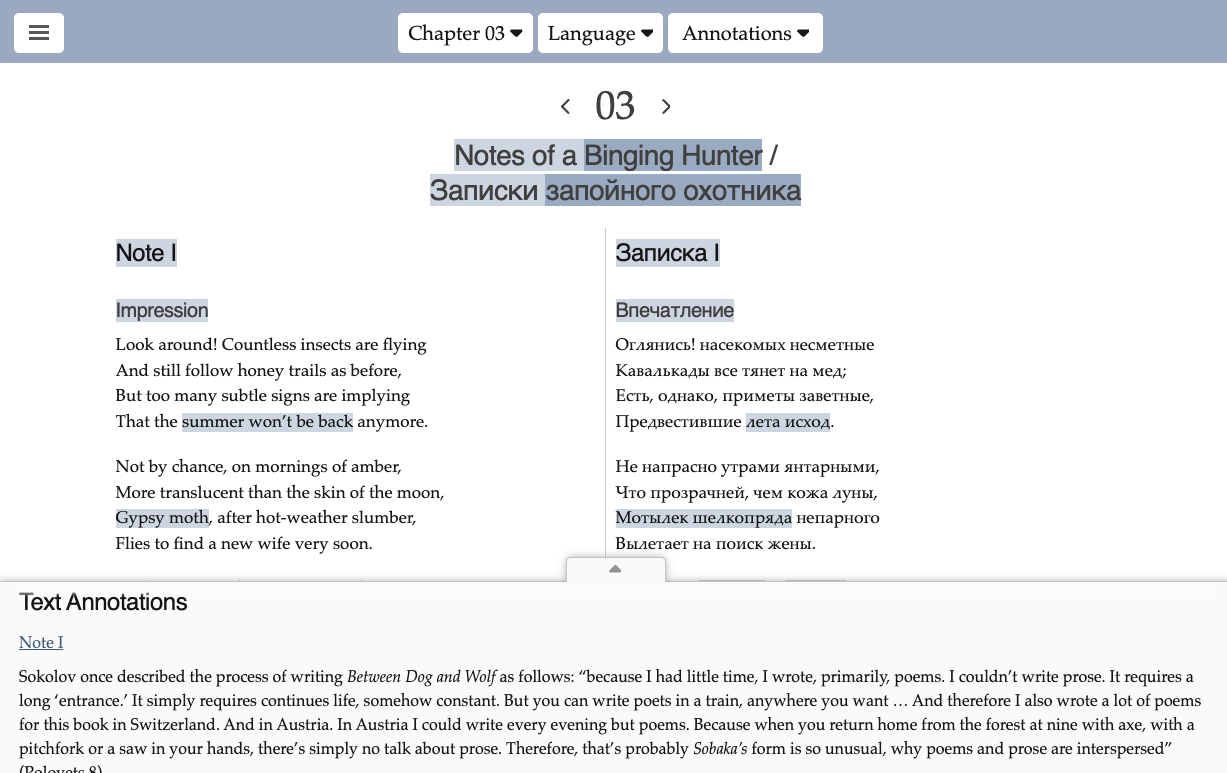 Chapter 03 Language Annotations
03
Notes of a Binging Hunter /
Записки запойного охотника
Note I
Impression
Look around! Countless insects are flying
And still follow honey trails as before,
But too many subtle signs are implying
That the summer won't be back anymore.
Not by chance, on mornings of amber,
More translucent than the skin of the moon,
Gypsy moth, after hot-weather slumber,
Flies to find a new wife very soon.
Записка I
Впечатление
Оглянись! насекомых несметные
Кавалькады все тянет на мед;
Есть, однако, приметы заветные,
Предвестившие лета исход.
Не напрасно утрами янтарными,
Что прозрачней, чем кожа луны,
Мотылек шелкопряда непарного
Вылетает на поиск жены.
Text Annotations
Note I
Sokolov once described the process of writing Between Dog and Wolf as follows: “because I had little time, I wrote, primarily, poems. I couldn’t write prose. It requires a
long ‘entrance.’ It simply requires continues life, somehow constant. But you can write poets in a train, anywhere you want … And therefore I also wrote a lot of poems
for this book in Switzerland. And in Austria. In Austria I could write every evening but poems. Because when you return home from the forest at nine with axe, with a
pitchfork or a saw in your hands, there’s simply no talk about prose. Therefore, that’s probably Sobaka’s form is so unusual, why poems and prose are interspersed”
(Polovets 8)